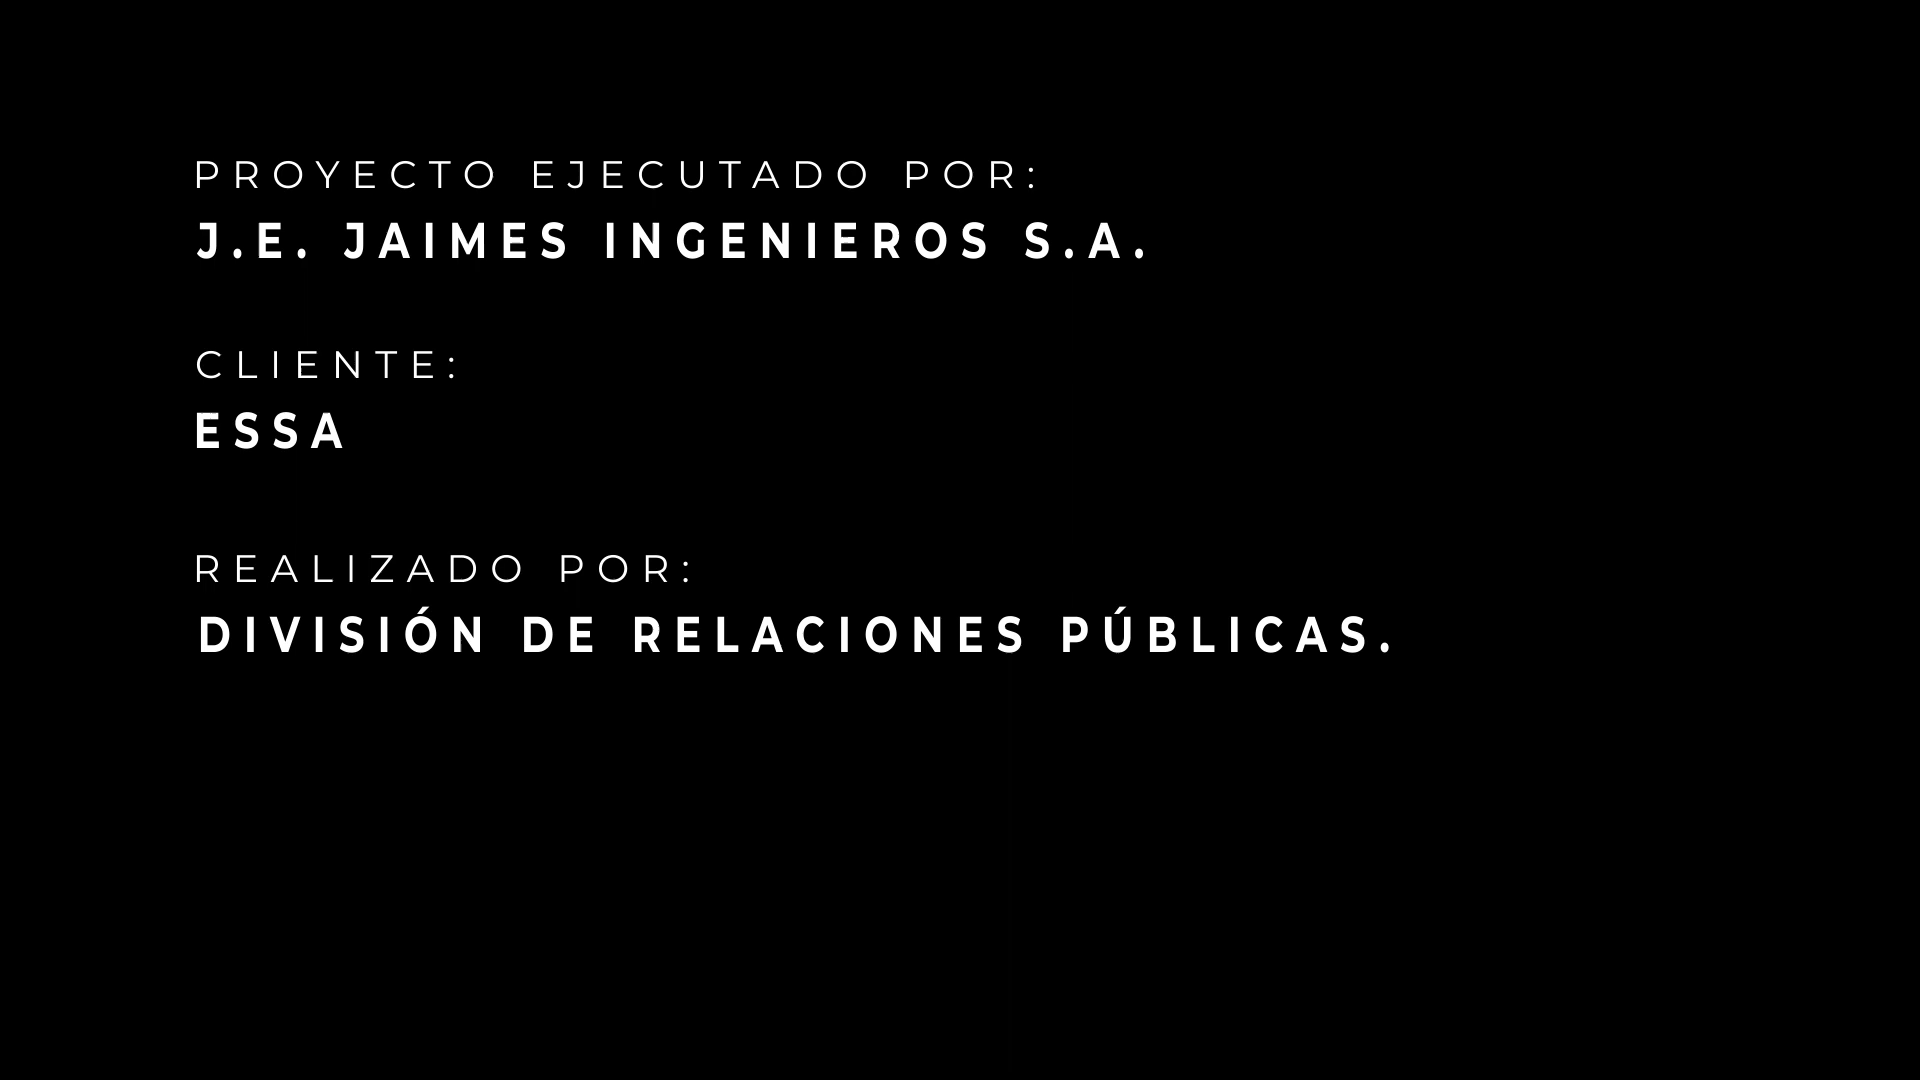 PROYECTO EJECUTADO POR:
J.E. JAIMES INGENIEROS S.A.
CLIENTE:
ESSA
REALIZADO POR:
DIVISIÓN DE RELACIONES PÚBLICAS.